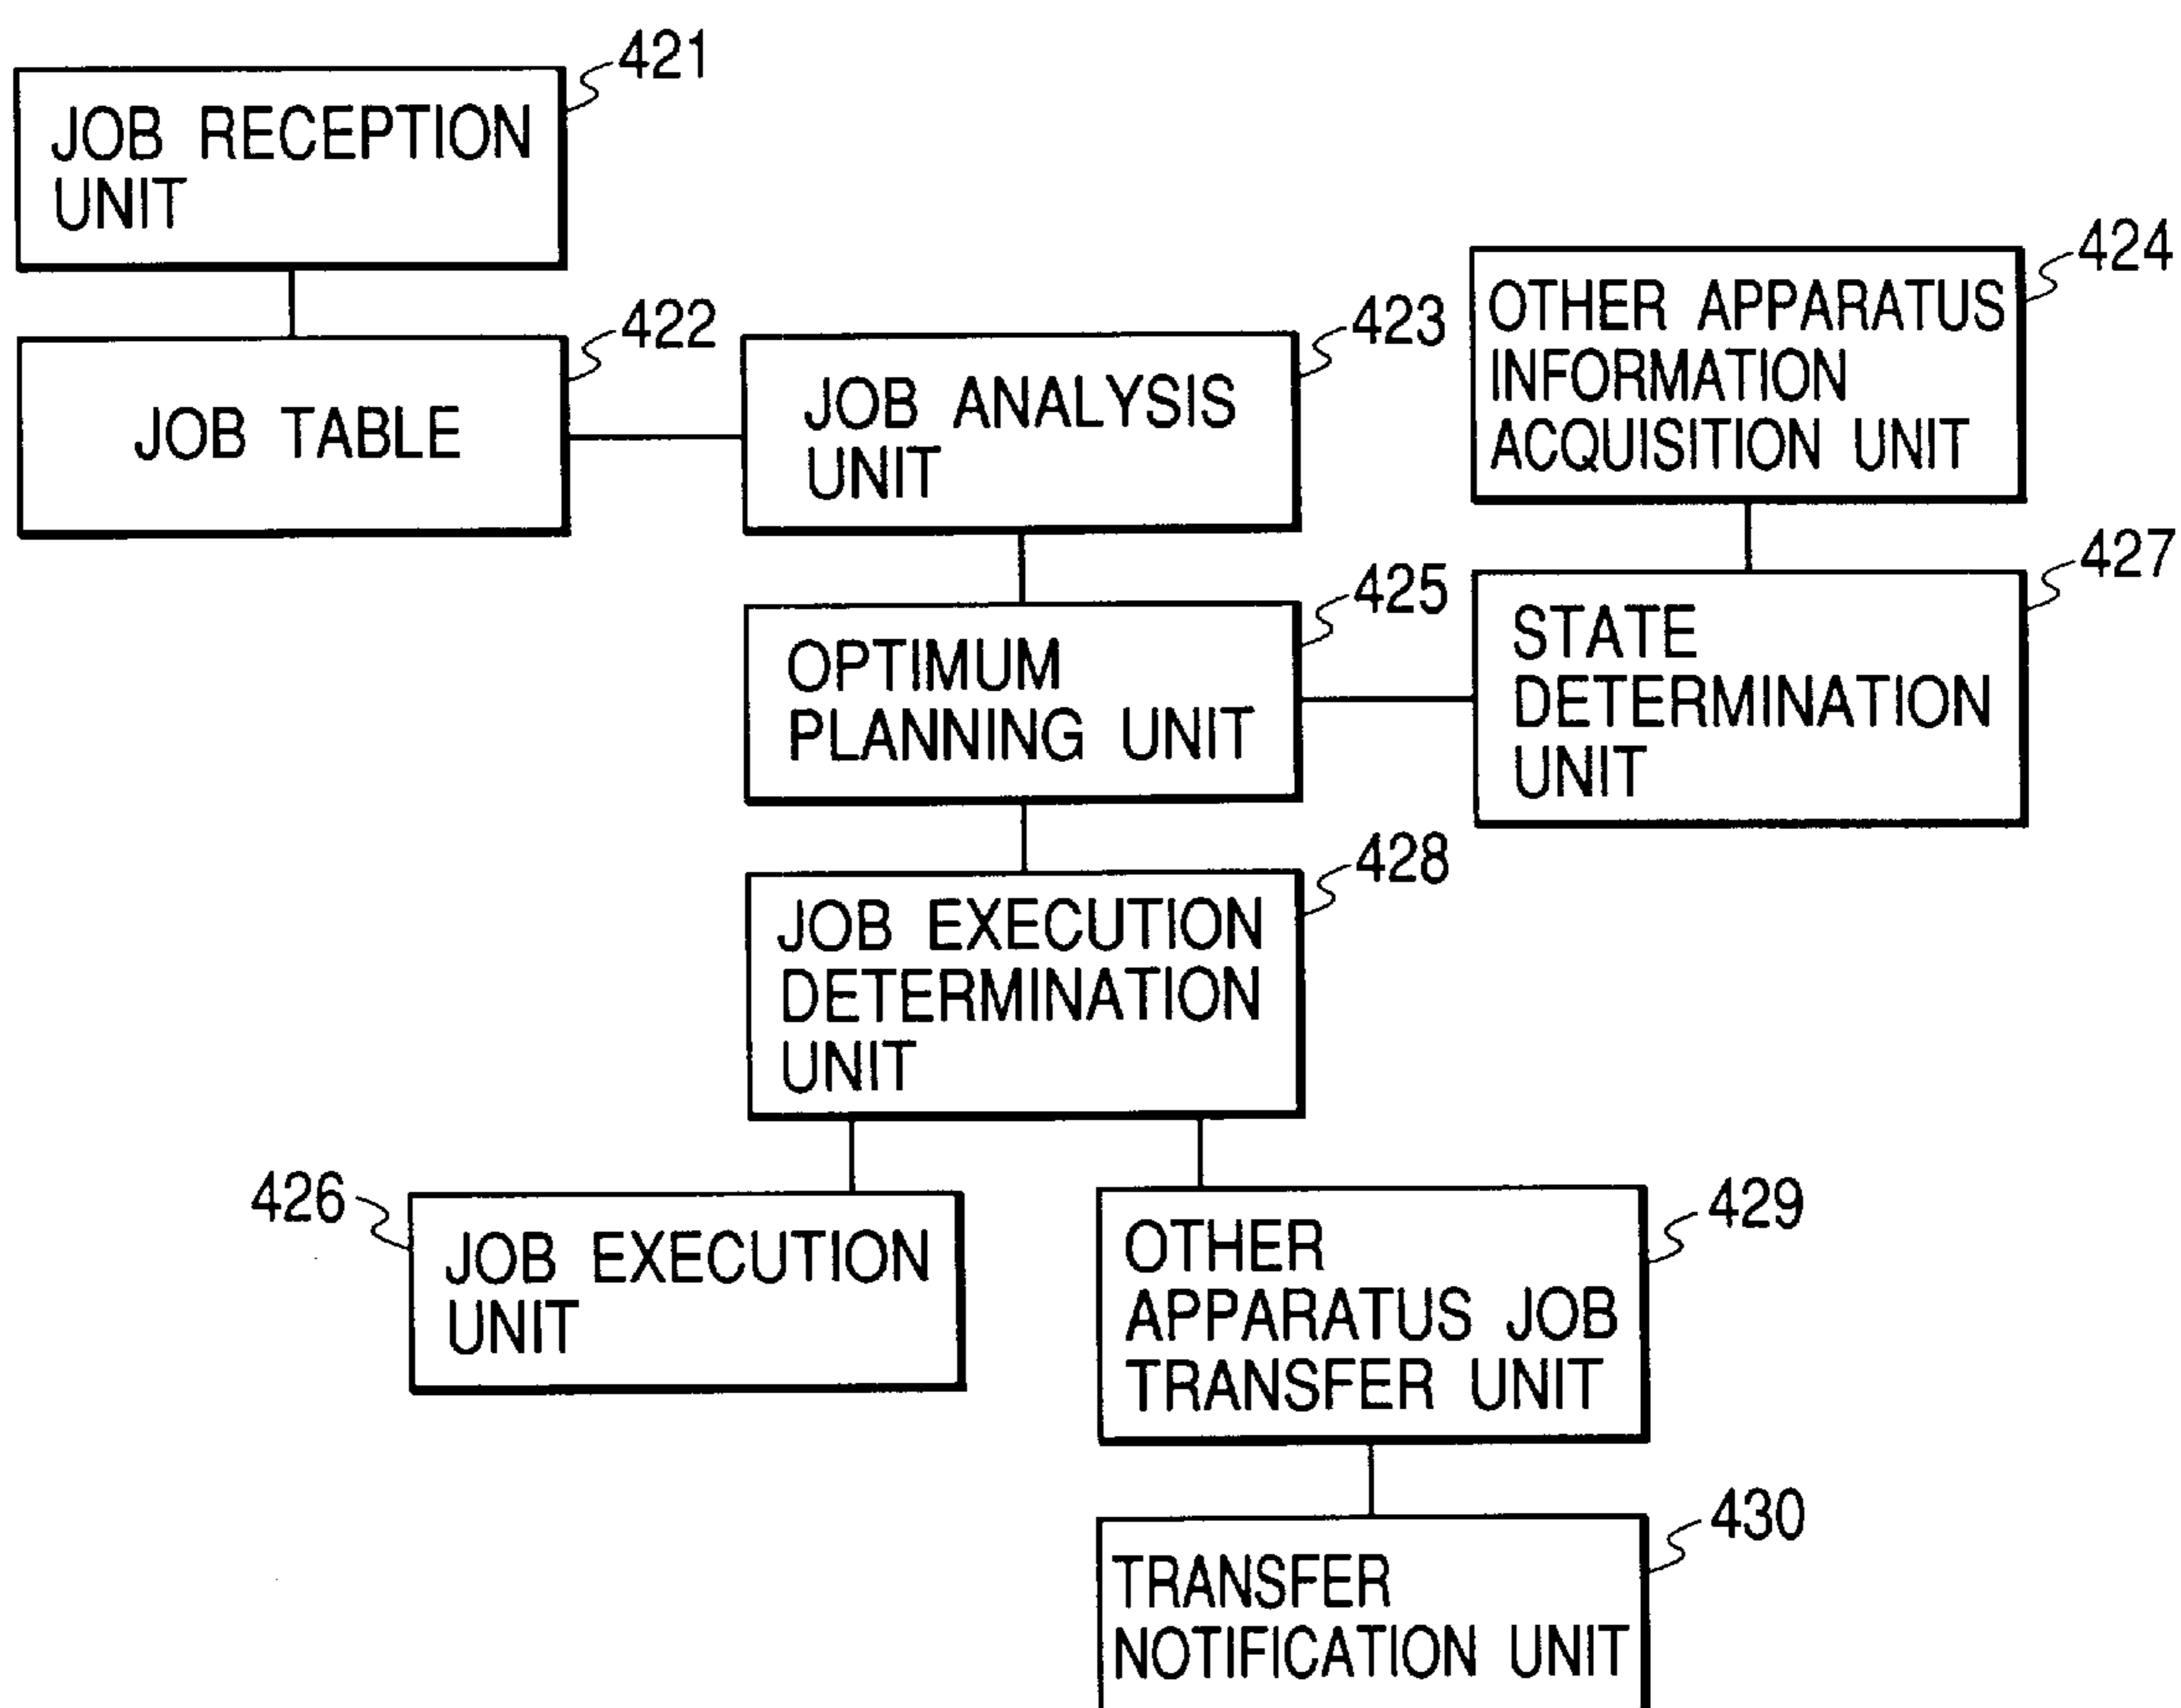 421
JOB RECEPTION
UNIT
422
JOB TABLE
423
JOB ANALYSIS
UNIT
424
OTHER APPARATUS
INFORMATION
ACQUISITION UNIT
425
OPTIMUM
PLANNING UNIT
427
STATE
DETERMINATION
UNIT
428
JOB EXECUTION
DETERMINATION
UNIT
426
JOB EXECUTION
UNIT
429
OTHER
APPARATUS JOB
TRANSFER UNIT
430
TRANSFER
NOTIFICATION UNIT